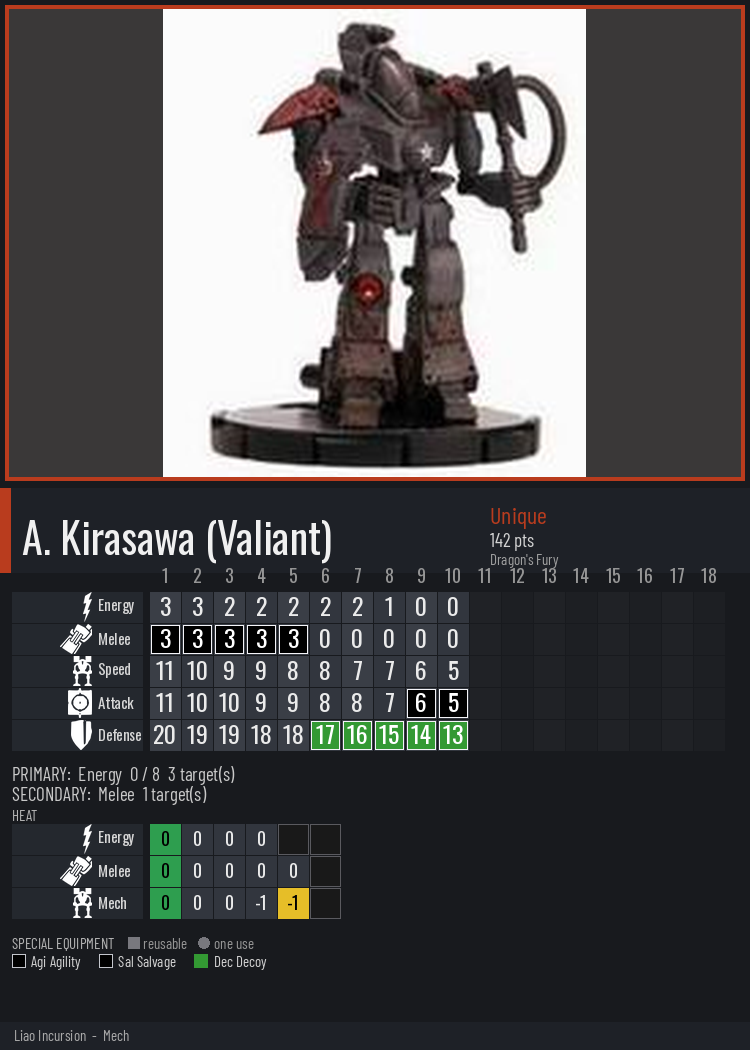 A. Kirasawa (Valiant)
Unique
142 pts
Dragon's Fury
1 2 3 4 5 6 7 8 9 10 11 12 13 14 15 16 17 18
Energy 3 3 2 2 2 2 2 1 0 0
Melee 3 3 3 3 3 0 0 0 0 0
Speed 11 10 9 9 8 8 7 7 6 5
Attack 11 10 10 9 9 8 8 7 6 5
Defense 20 19 19 18 18 17 16 15 14 13
PRIMARY: Energy 0 / 8 3 target(s)
SECONDARY: Melee 1 target(s)
HEAT
Energy 0 0 0 0
Melee 0 0 0 0 0
Mech 0 0 0 -1 -1
SPECIAL EQUIPMENT reusable one use
Agi Agility Sal Salvage Dec Decoy
Liao Incursion - Mech